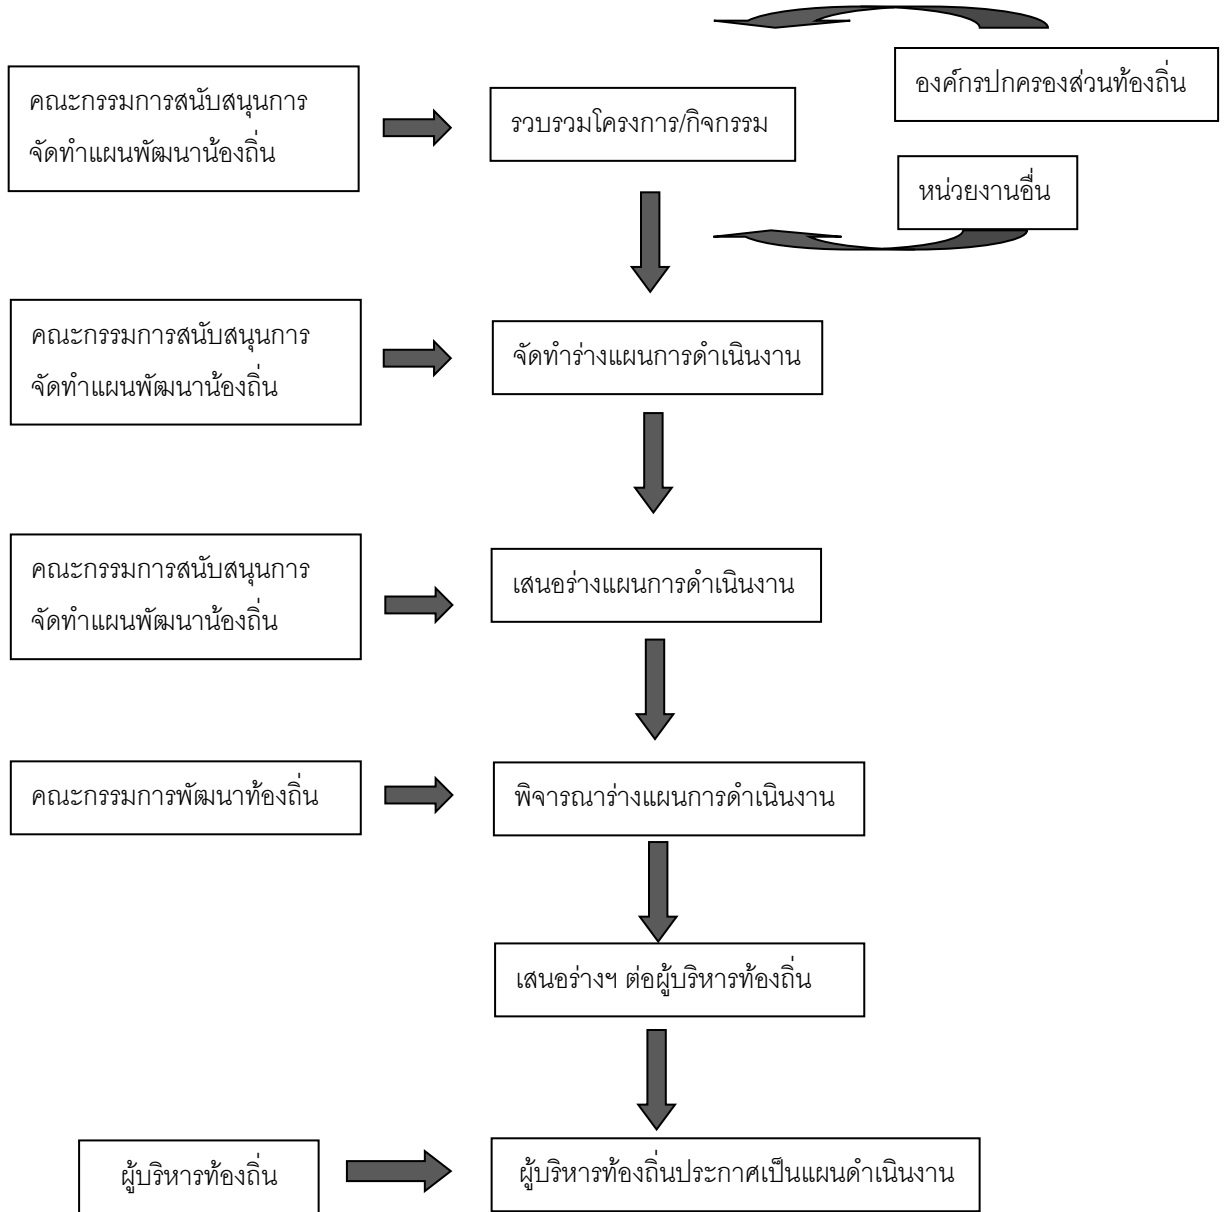 คณะกรรมการสนับสนุนการ
จัดทำแผนพัฒนาน้องถิ่น
รวบรวมโครงการ/กิจกรรม
องค์กรปกครองส่วนท้องถิ่น
หน่วยงานอื่น
คณะกรรมการสนับสนุนการ
จัดทำแผนพัฒนาน้องถิ่น
จัดทำร่างแผนการดำเนินงาน
คณะกรรมการสนับสนุนการ
จัดทำแผนพัฒนาน้องถิ่น
เสนอร่างแผนการดำเนินงาน
คณะกรรมการพัฒนาท้องถิ่น
พิจารณาร่างแผนการดำเนินงาน
เสนอร่างฯ ต่อผู้บริหารท้องถิ่น
ผู้บริหารท้องถิ่น
ผู้บริหารท้องถิ่นประกาศเป็นแผนดำเนินงาน